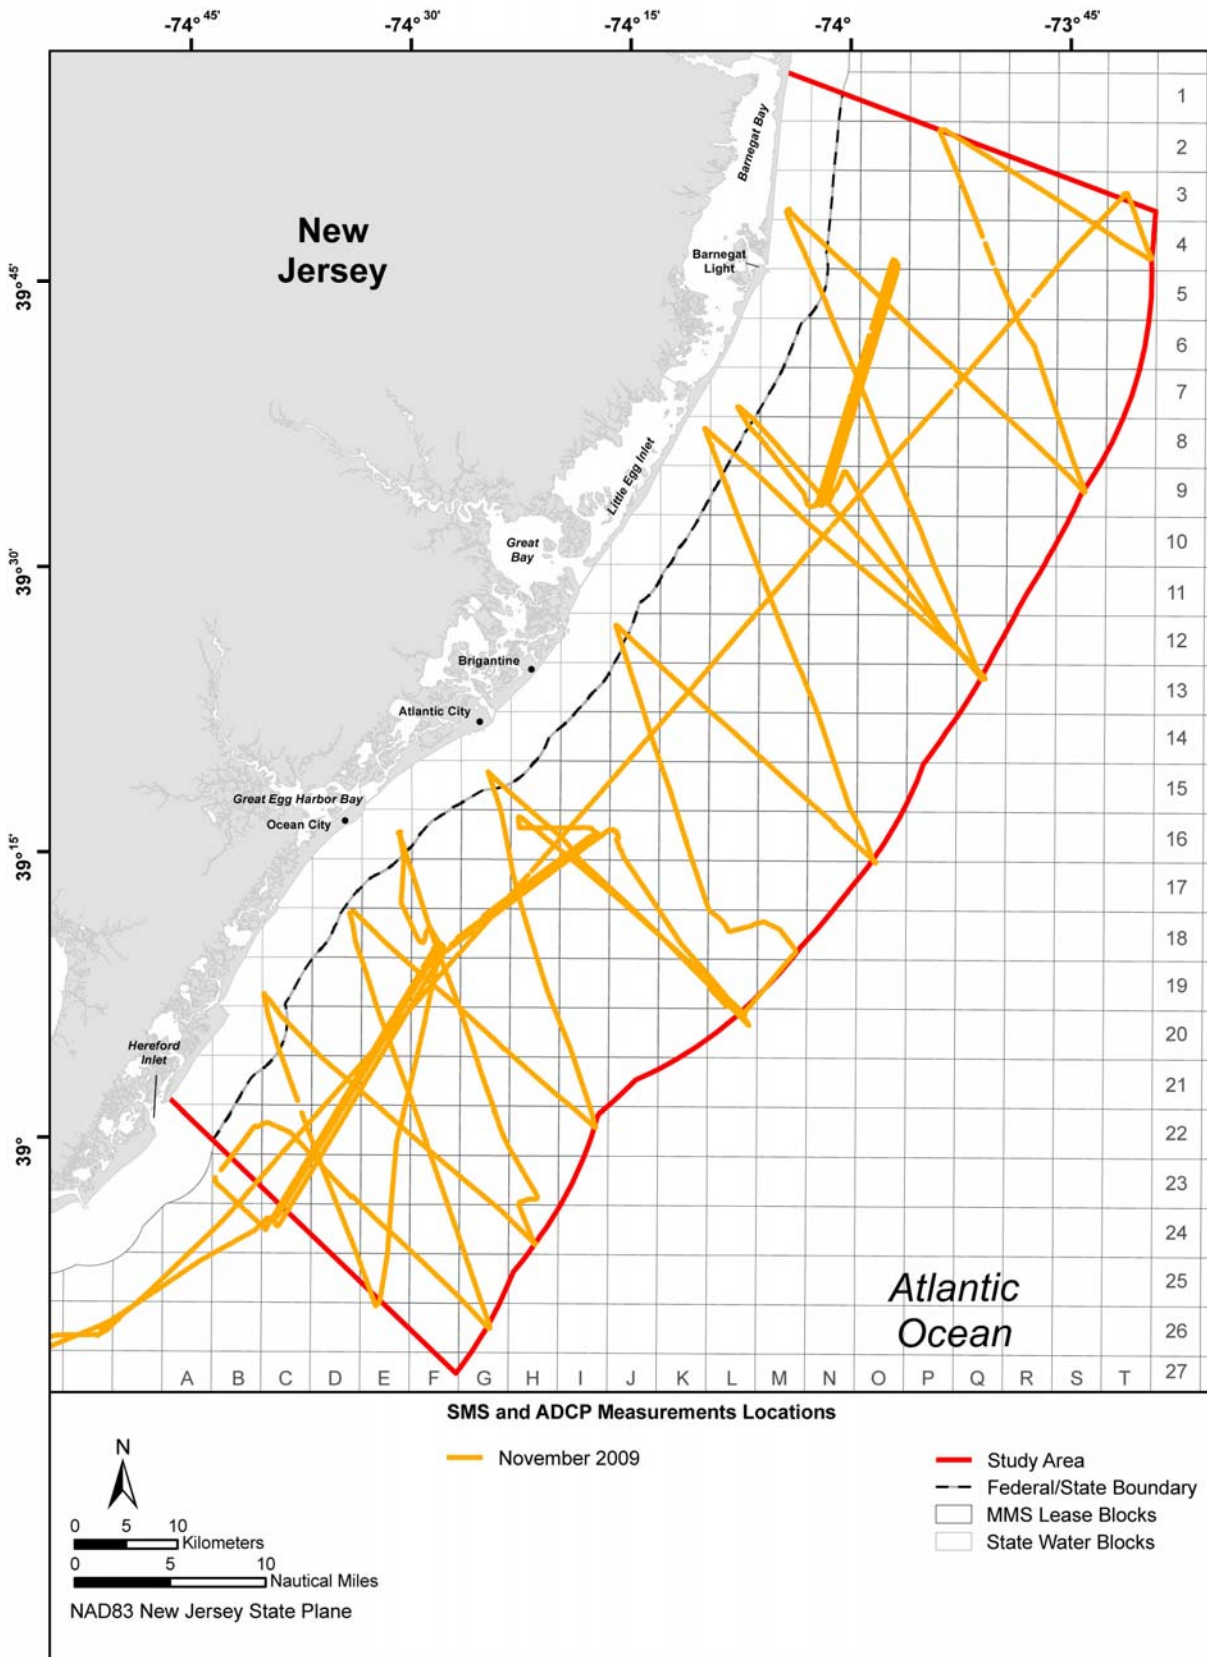 -74° 45'
-74° 30'
-74° 15'
-74°
-73° 45'
39° 45'
39° 30'
39° 15'
39°
New
Jersey
Barnegat Bay
Barnegat
Light
Little Egg Inlet
Great
Bay
Brigantine
Atlantic City
Great Egg Harbor Bay
Ocean City
Hereford
Inlet
Atlantic
Ocean
1
2
3
4
5
6
7
8
9
10
11
12
13
14
15
16
17
18
19
20
21
22
23
24
25
26
27
A B C D E F G H I J K L M N O P Q R S T
SMS and ADCP Measurements Locations
November 2009
Study Area
Federal/State Boundary
MMS Lease Blocks
State Water Blocks
N
0 5 10
Kilometers
0 5 10
Nautical Miles
NAD83 New Jersey State Plane